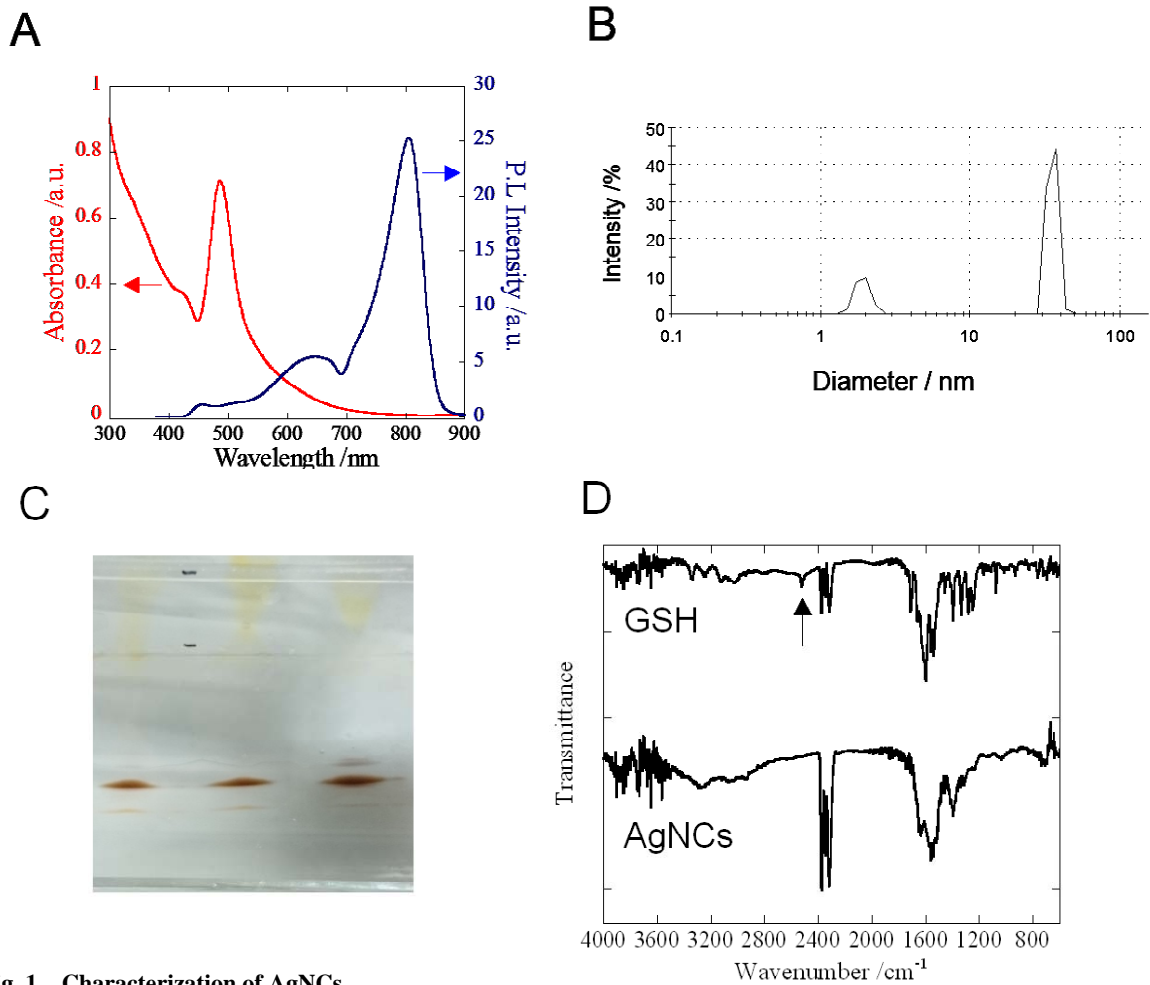 A
1
0.8
0.6
0.4
0.2
0
Absorbance /a.u.
30
25
20
15
10
5
0
P.L Intensity /a.u.
300 400 500 600 700 800 900
Wavelength /nm
B
50
40
30
20
10
0
Intensity /%
0.1 1 10 100
Diameter / nm
C
D
GSH
AgNCs
Transmittance
4000 3600 3200 2800 2400 2000 1600 1200 800
Wavenumber /cm-1
g. 1 Characterization of AgNCs